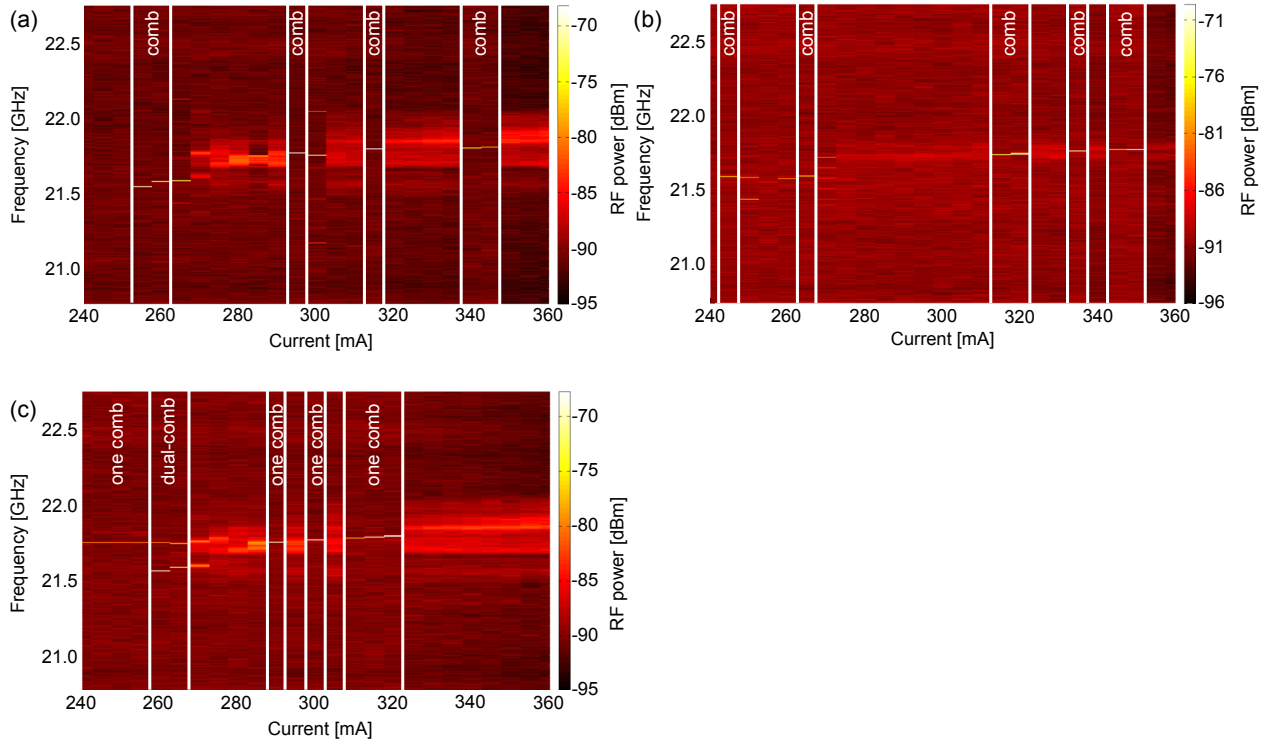 (a)
comb
comb
comb
comb
22.5
22.0
21.5
21.0
Frequency [GHz]
240
260
280
300
320
340
360
Current [mA]
-70
-75
-80
-85
-90
-95
RF power [dBm]
(b)
comb
comb
comb
comb
comb
22.5
22.0
21.5
21.0
Frequency [GHz]
240
260
280
300
320
340
360
Current [mA]
-71
-76
-81
-86
-91
-96
RF power [dBm]
(c)
one comb
dual-comb
one comb
one comb
one comb
22.5
22.0
21.5
21.0
Frequency [GHz]
240
260
280
300
320
340
360
Current [mA]
-70
-75
-80
-85
-90
-95
RF power [dBm]